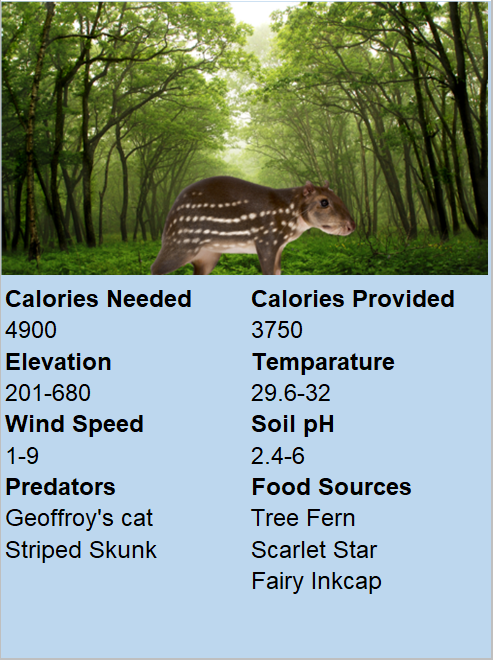 Calories Needed
4900
Elevation
201-680
Wind Speed
1-9
Predators
Geoffroy's cat
Striped Skunk
Calories Provided
3750
Temparature
29.6-32
Soil pH
2.4-6
Food Sources
Tree Fern
Scarlet Star
Fairy Inkcap